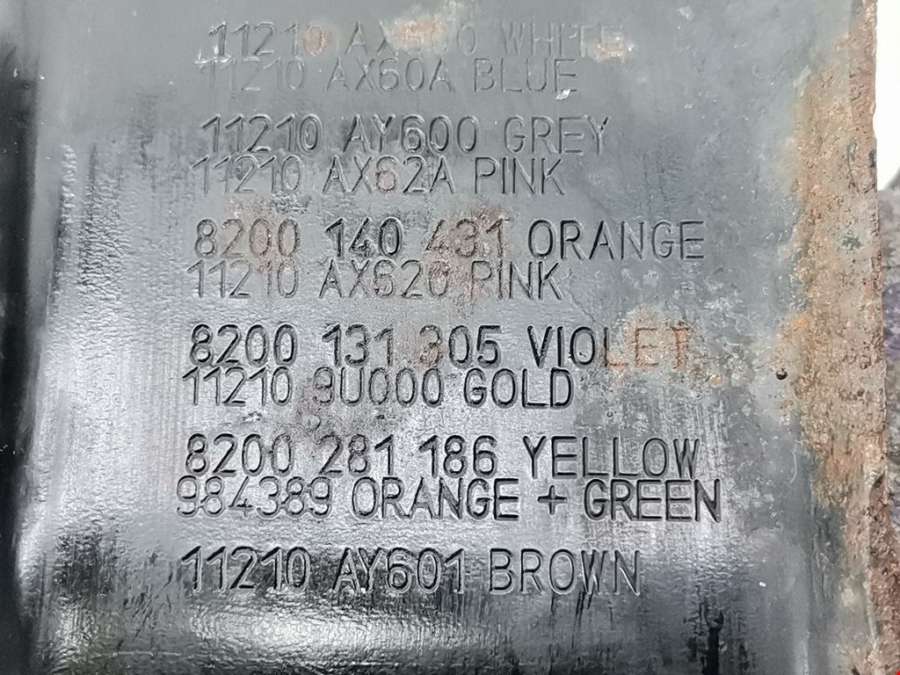 11210 AX600 WHITE
11210 AX60A BLUE
11210 AY600 GREY
11210 AX62A PINK
8200 140 431 ORANGE
11210 AX620 PINK
8200 131 305 VIOLET
11210 9U000 GOLD
8200 281 186 YELLOW
984389 ORANGE + GREEN
11210 AY601 BROWN